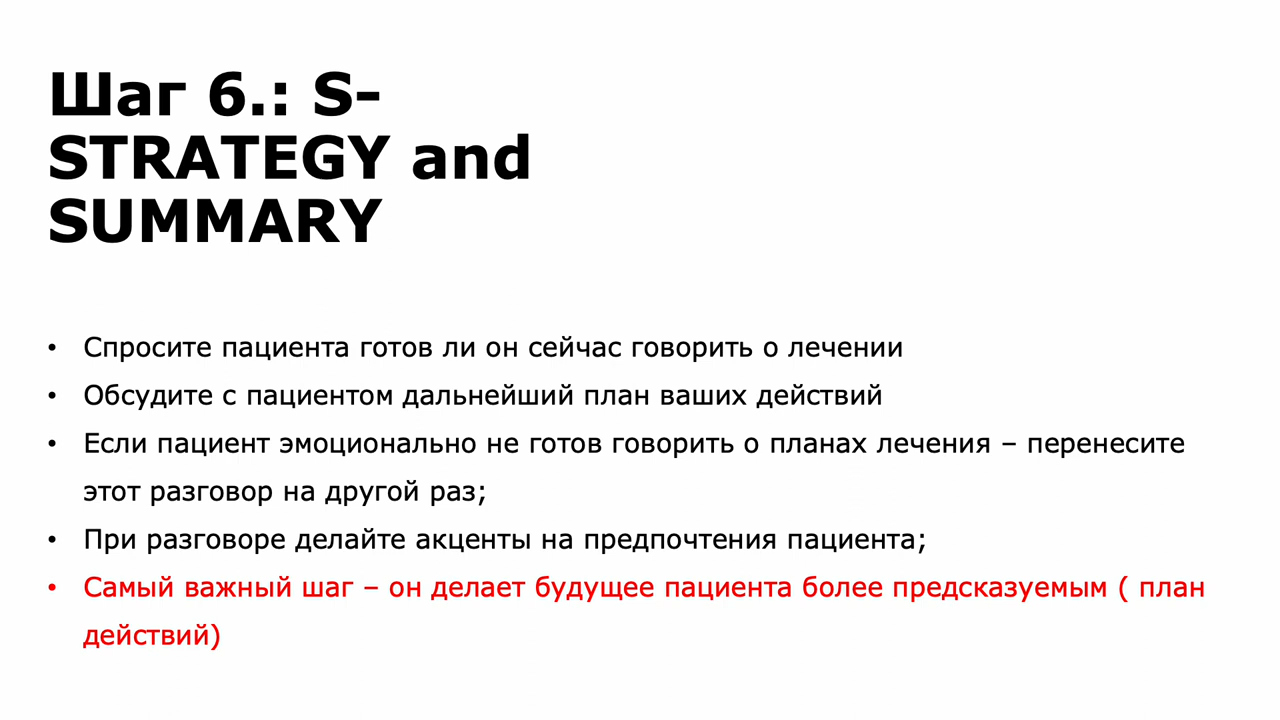 Шаг 6.: S-
STRATEGY and
SUMMARY
• Спросите пациента готов ли он сейчас говорить о лечении
• Обсудите с пациентом дальнейший план ваших действий
• Если пациент эмоционально не готов говорить о планах лечения – перенесите
этот разговор на другой раз;
• При разговоре делайте акценты на предпочтения пациента;
• Самый важный шаг – он делает будущее пациента более предсказуемым ( план
действий)